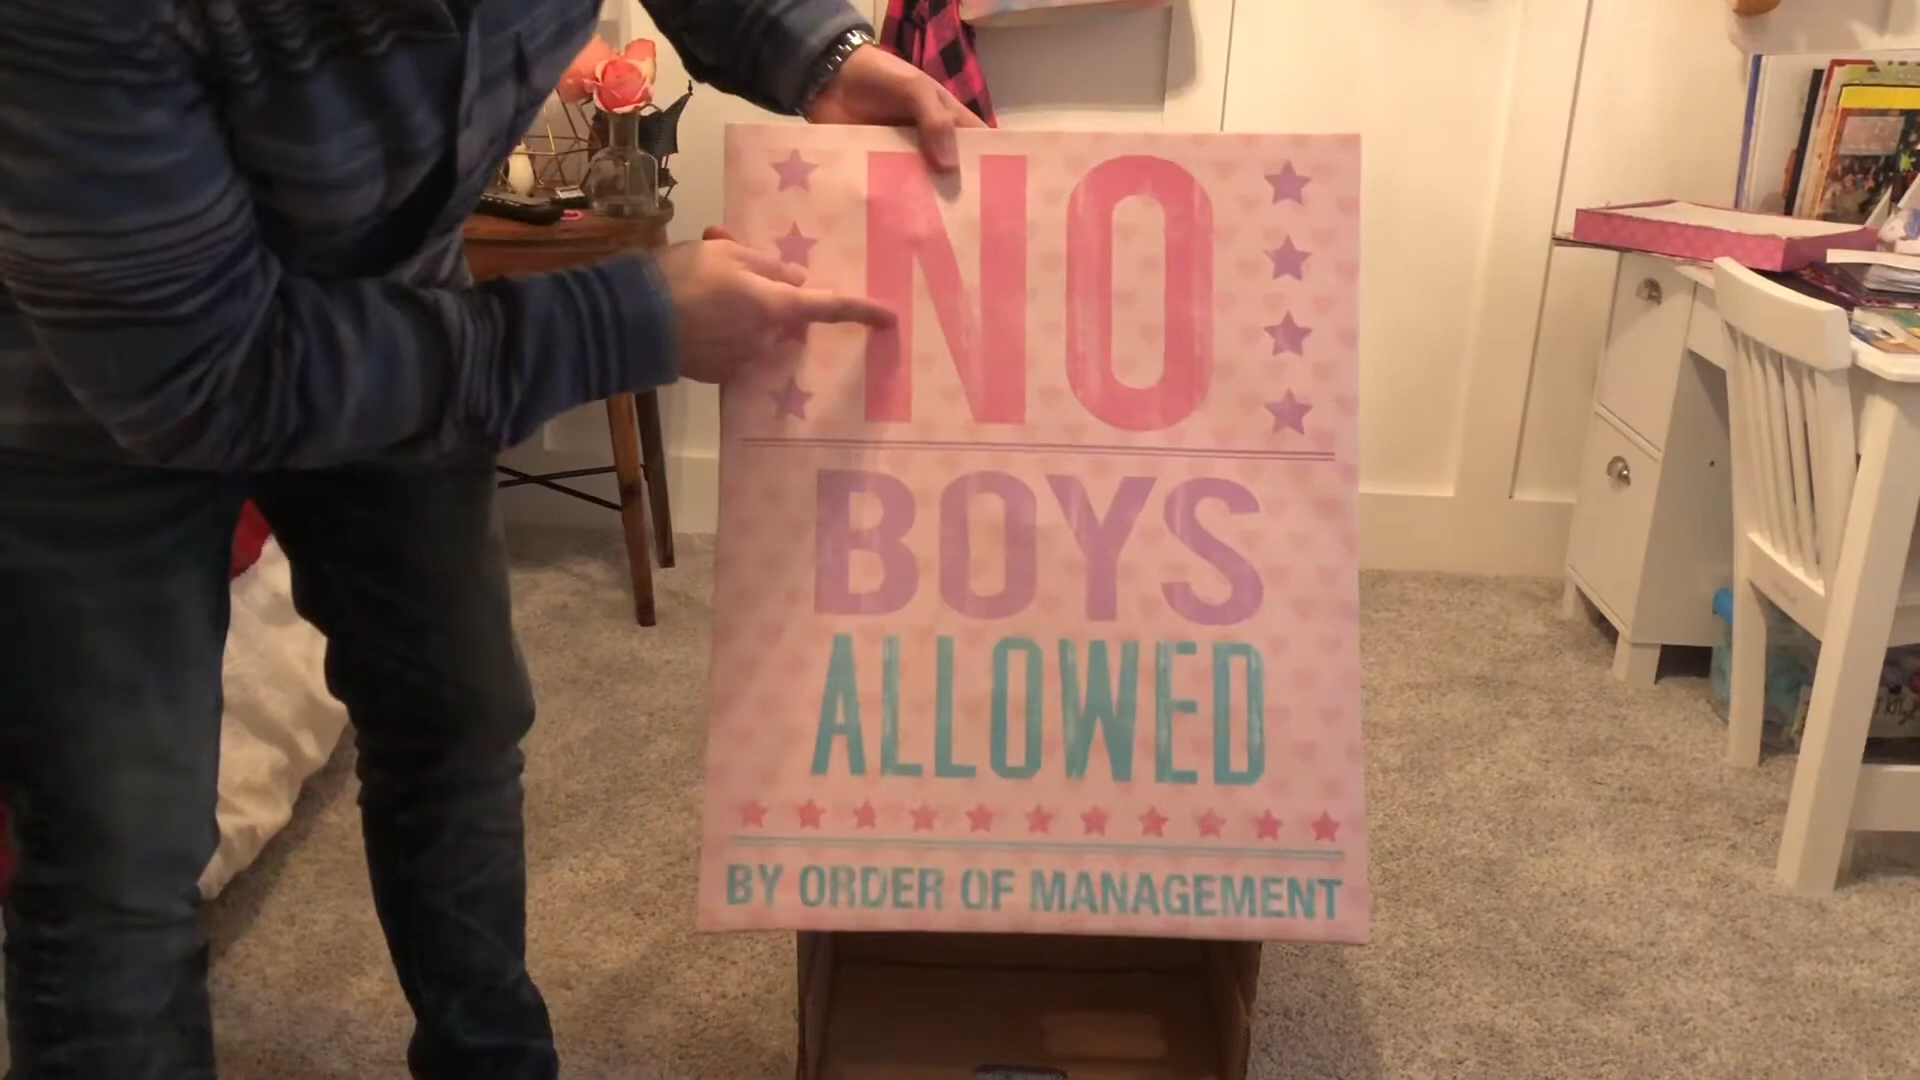 NO
BOYS
ALLOWED
BY ORDER OF MANAGEMENT